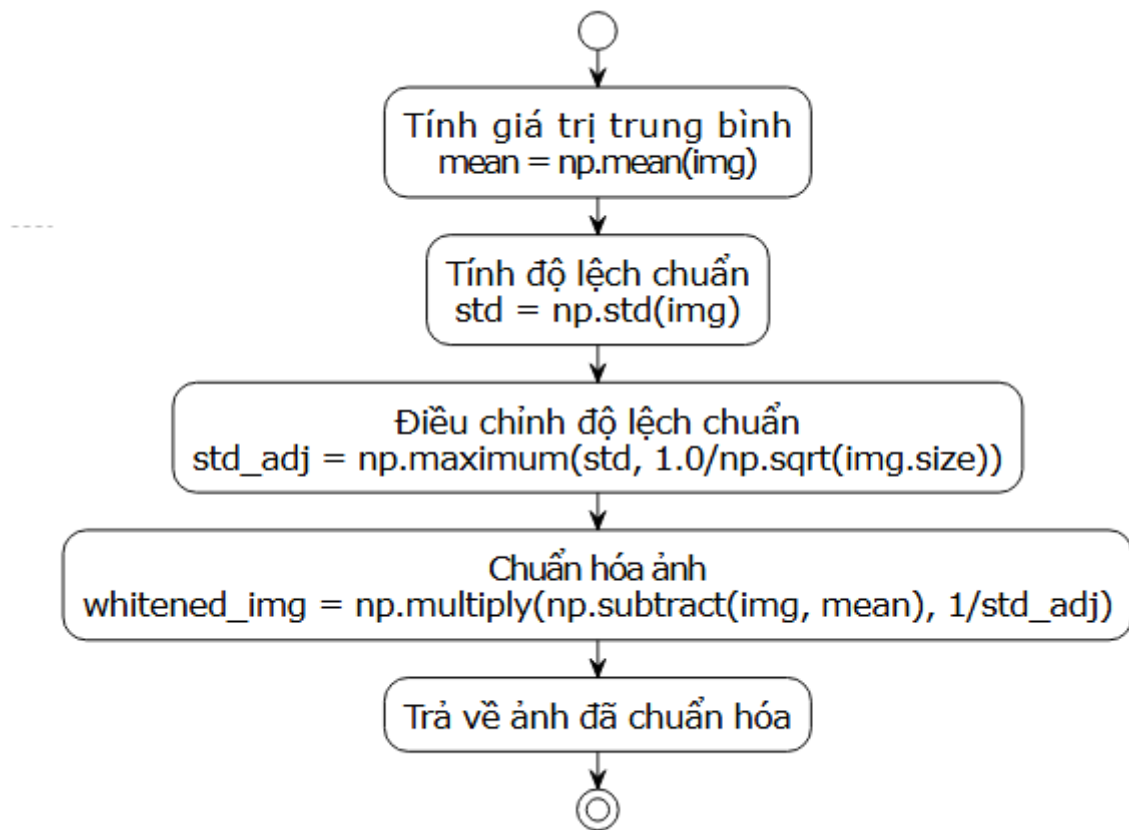 Tính giá trị trung bình
mean = np.mean(img)
Tính độ lệch chuẩn
std = np.std(img)
Điều chỉnh độ lệch chuẩn
std_adj = np.maximum(std, 1.0/np.sqrt(img.size))
Chuẩn hóa ảnh
whitened_img = np.multiply(np.subtract(img, mean), 1/std_adj)
Trả về ảnh đã chuẩn hóa